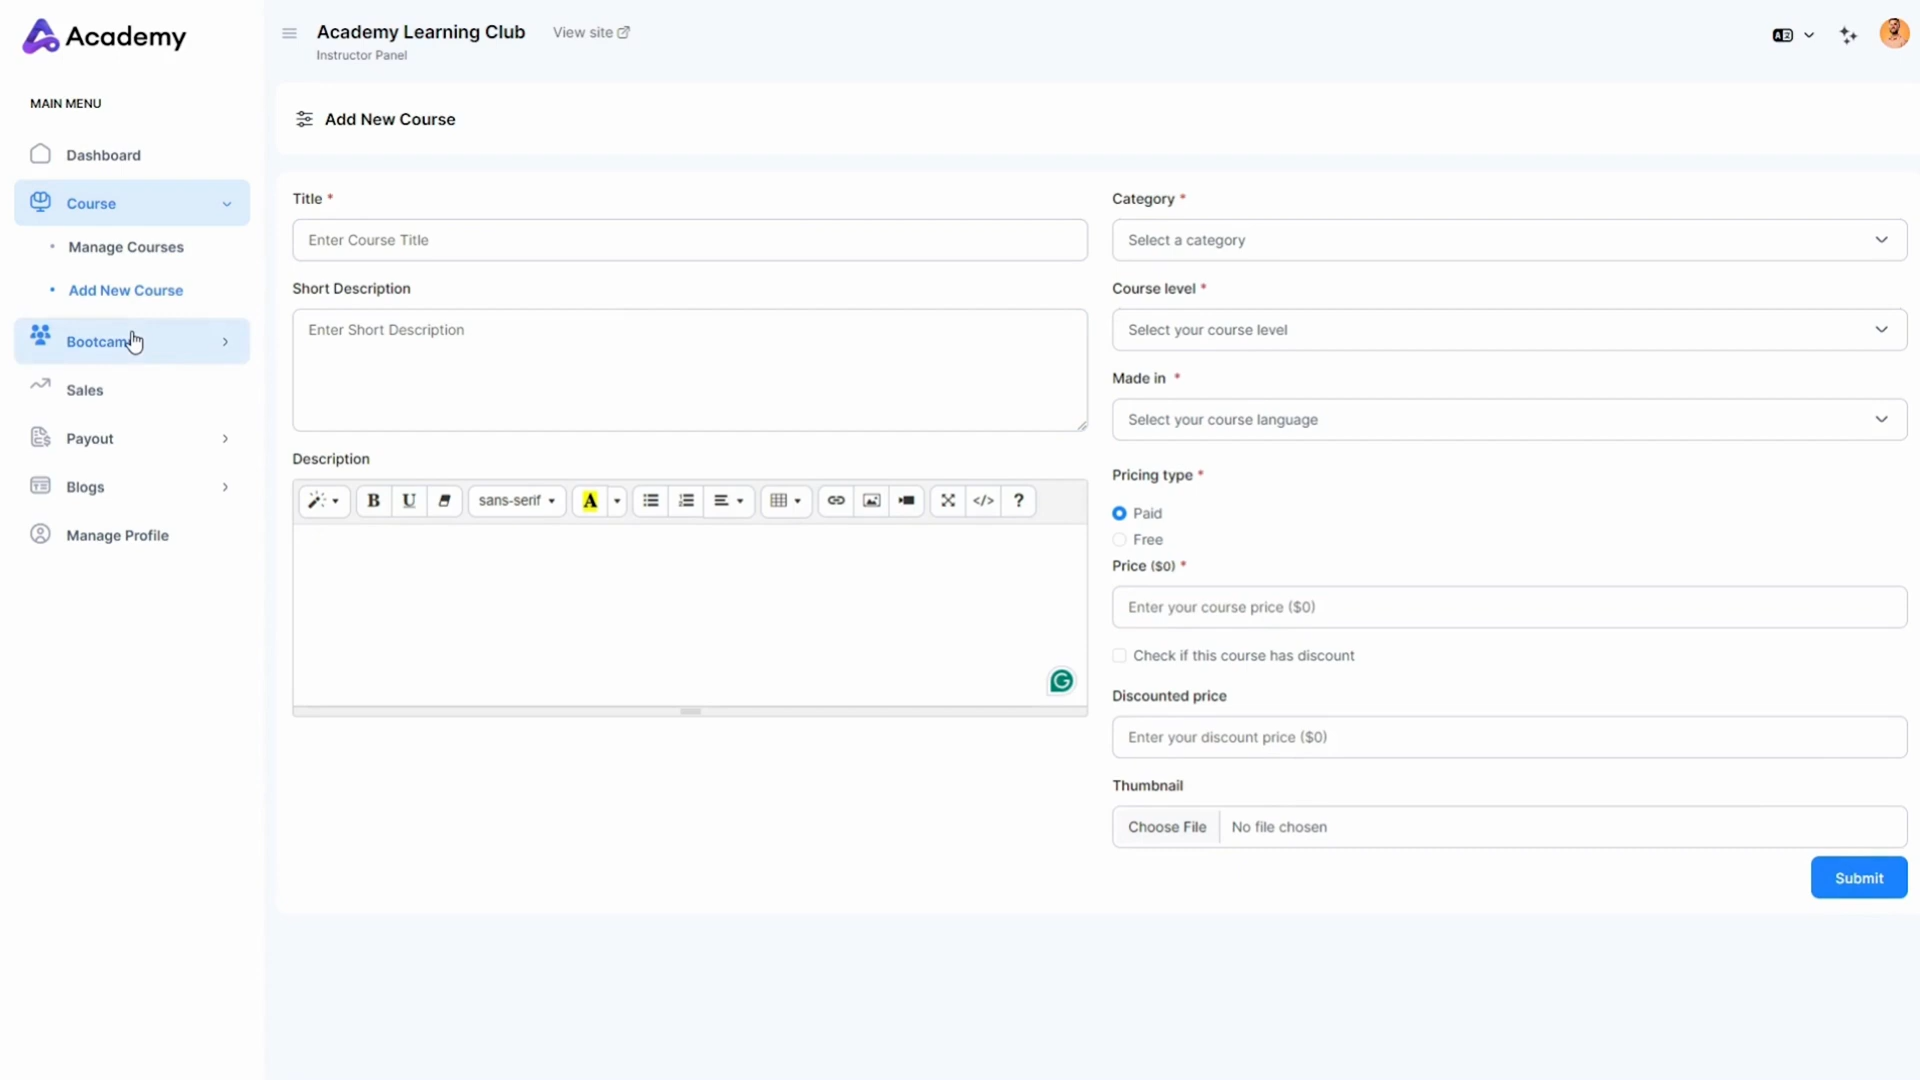 Academy
Academy Learning Club
View site
Instructor Panel
MAIN MENU
Dashboard
Course
Manage Courses
Add New Course
Sales
Payout
Blogs
Manage Profile
Add New Course
Title *
Enter Course Title
Short Description
Enter Short Description
Description
B U sans-serif A </> ?
Category *
Select a category
Course level *
Select your course level
Made in *
Select your course language
Pricing type *
Paid
Free
Price ($0) *
Enter your course price ($0)
Check if this course has discount
Discounted price
Enter your discount price ($0)
Thumbnail
Choose File No file chosen
Submit